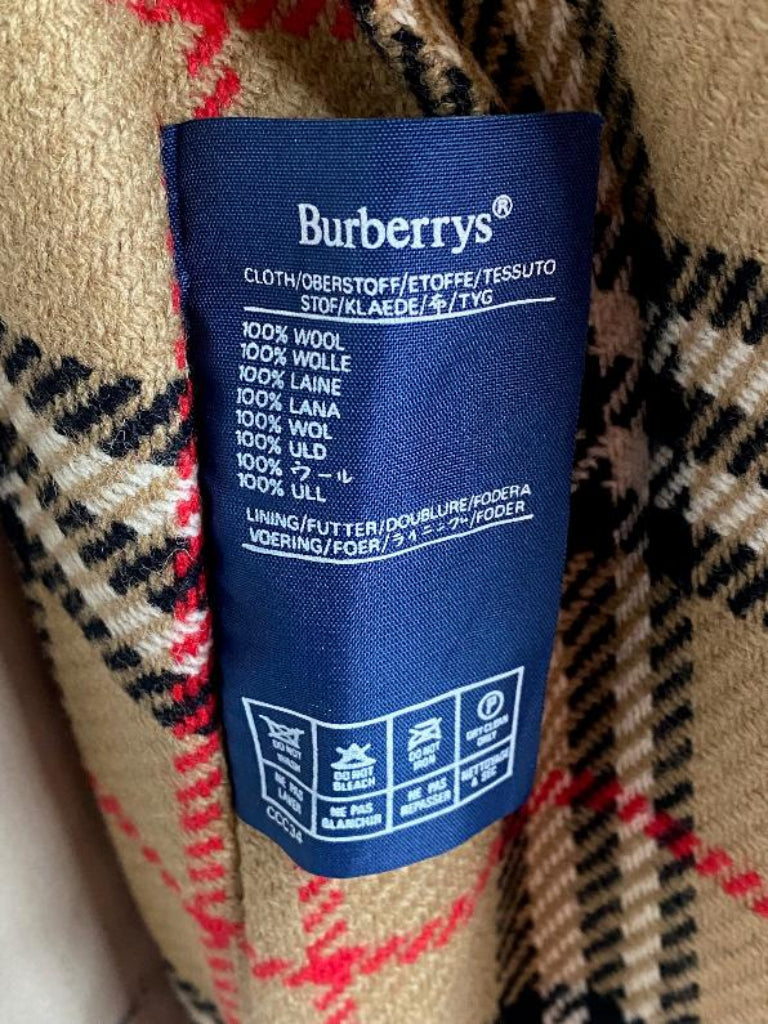 Burberrys®
CLOTH/OBERSTOFF/ETOFFE/TESSUTO
STOF/KLAEDE/布/TYG
100% WOOL
100% WOLLE
100% LAINE
100% LANA
100% WOL
100% ULD
100% ウール
100% ULL
LINING/FUTTER/DOUBLURE/FODERA
VOERING/FOER/ライニング/FODER
DO NOT
WASH
DO NOT
BLEACH
DO NOT
IRON
P
DRY CLEAN
ONLY
NE PAS
LAVER
NE PAS
BLANCHIR
NE PAS
REPASSER
NETTOYAGE
A SEC
CCC34